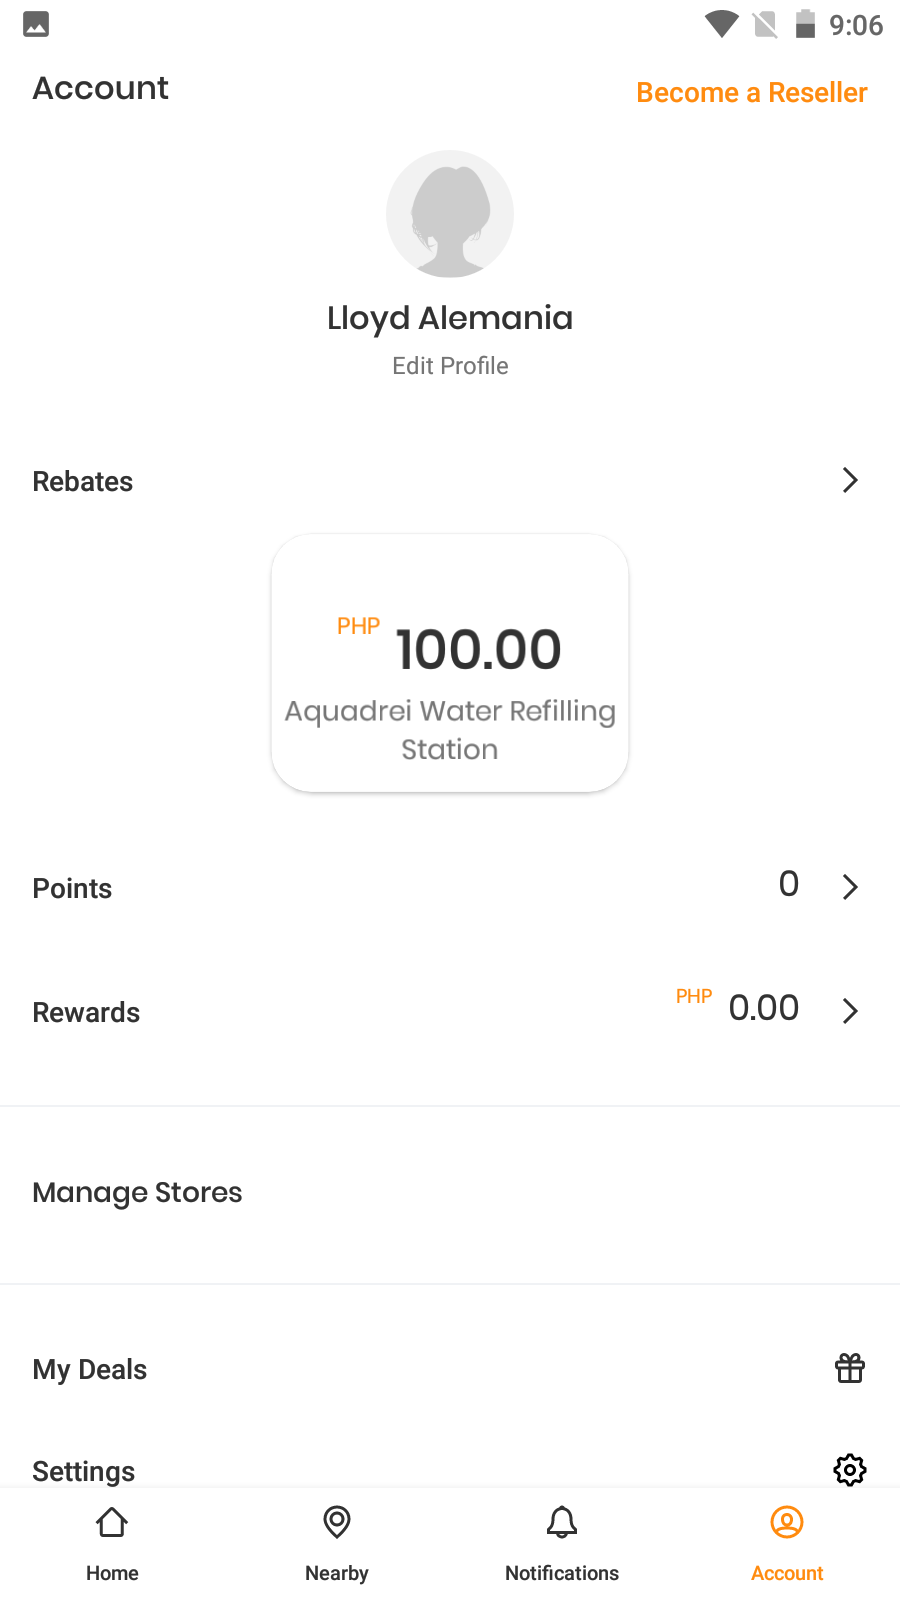 9:06
Account
Become a Reseller
Lloyd Alemania
Edit Profile
Rebates
PHP 100.00
Aquadrei Water Refilling
Station
Points 0
Rewards PHP 0.00
Manage Stores
My Deals
Settings
Home Nearby Notifications Account